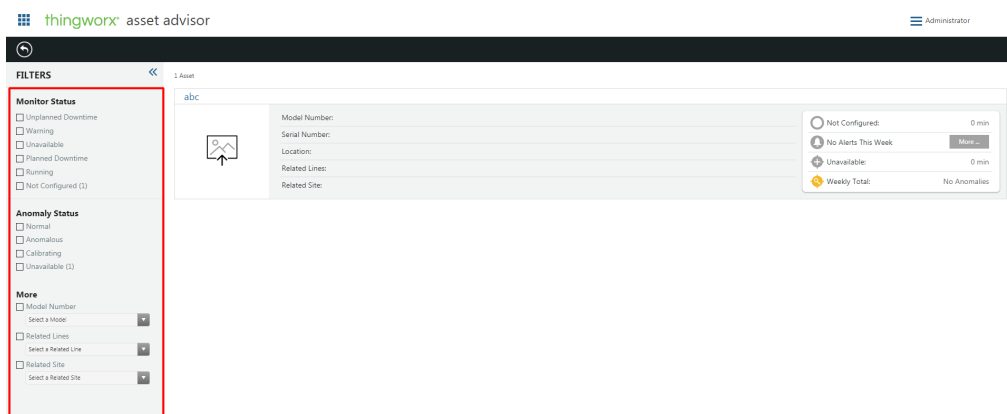 thingworx asset advisor
Administrator
FILTERS
1 Asset
abc
Monitor Status
Unplanned Downtime
Warning
Unavailable
Planned Downtime
Running
Not Configured (1)
Anomaly Status
Normal
Anomalous
Calibrating
Unavailable (1)
More
Model Number
Select a Model
Related Lines
Select a Related Line
Related Site
Select a Related Site
Model Number:
Serial Number:
Location:
Related Lines:
Related Site:
Not Configured: 0 min
No Alerts This Week More ...
Unavailable: 0 min
Weekly Total: No Anomalies